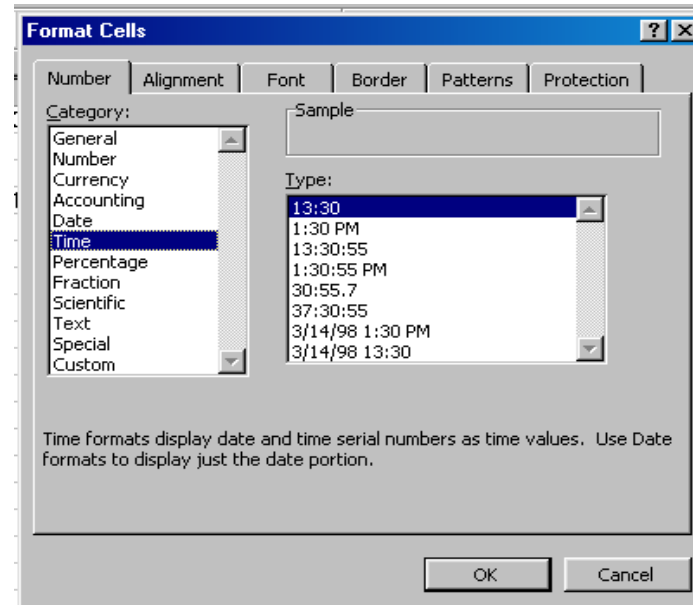 Format Cells
Number Alignment Font Border Patterns Protection
Category:
General
Number
Currency
Accounting
Date
Time
Percentage
Fraction
Scientific
Text
Special
Custom
Sample
Type:
13:30
1:30 PM
13:30:55
1:30:55 PM
30:55.7
37:30:55
3/14/98 1:30 PM
3/14/98 13:30
Time formats display date and time serial numbers as time values. Use Date
formats to display just the date portion.
OK Cancel